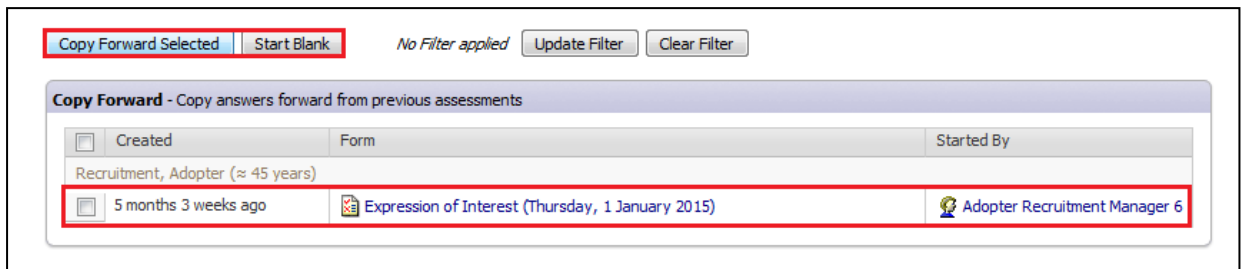 Copy Forward Selected Start Blank No Filter applied Update Filter Clear Filter
Copy Forward - Copy answers forward from previous assessments
Created Form Started By
Recruitment, Adopter (≈ 45 years)
5 months 3 weeks ago Expression of Interest (Thursday, 1 January 2015) Adopter Recruitment Manager 6